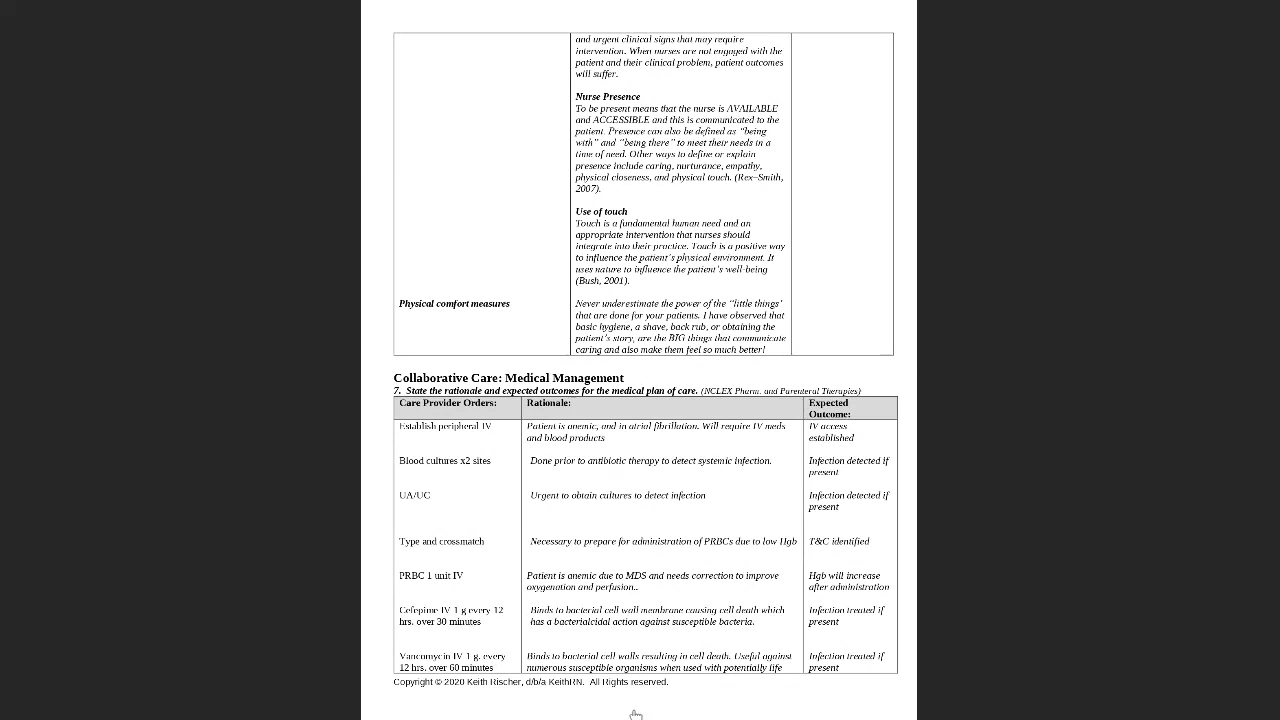 and urgent clinical signs that may require
intervention. When nurses are not engaged with the
patient and their clinical problem, patient outcomes
will suffer.
Nurse Presence
To be present means that the nurse is AVAILABLE
and ACCESSIBLE and this is communicated to the
patient. Presence can also be defined as “being
with” and “being there” to meet their needs in a
time of need. Other ways to define or explain
presence include caring, nurturance, empathy,
physical closeness, and physical touch. (Rex–Smith,
2007).
Use of touch
Touch is a fundamental human need and an
appropriate intervention that nurses should
integrate into their practice. Touch is a positive way
to influence the patient’s physical environment. It
uses nature to influence the patient’s well-being
(Bush, 2001).
Physical comfort measures
Never underestimate the power of the “little things’
that are done for your patients. I have observed that
basic hygiene, a shave, back rub, or obtaining the
patient’s story, are the BIG things that communicate
caring and also make them feel so much better!
Collaborative Care: Medical Management
7. State the rationale and expected outcomes for the medical plan of care. (NCLEX Pharm. and Parenteral Therapies)
Care Provider Orders:
Rationale:
Expected
Outcome:
Establish peripheral IV
Patient is anemic, and in atrial fibrillation. Will require IV meds
and blood products
IV access
established
Blood cultures x2 sites
Done prior to antibiotic therapy to detect systemic infection.
Infection detected if
present
UA/UC
Urgent to obtain cultures to detect infection
Infection detected if
present
Type and crossmatch
Necessary to prepare for administration of PRBCs due to low Hgb
T&C identified
PRBC 1 unit IV
Patient is anemic due to MDS and needs correction to improve
oxygenation and perfusion..
Hgb will increase
after administration
Cefepime IV 1 g every 12
hrs. over 30 minutes
Binds to bacterial cell wall membrane causing cell death which
has a bacterialcidal action against susceptible bacteria.
Infection treated if
present
Vancomycin IV 1 g. every
12 hrs. over 60 minutes
Binds to bacterial cell walls resulting in cell death. Useful against
numerous susceptible organisms when used with potentially life
Infection treated if
present
Copyright © 2020 Keith Rischer, d/b/a KeithRN. All Rights reserved.